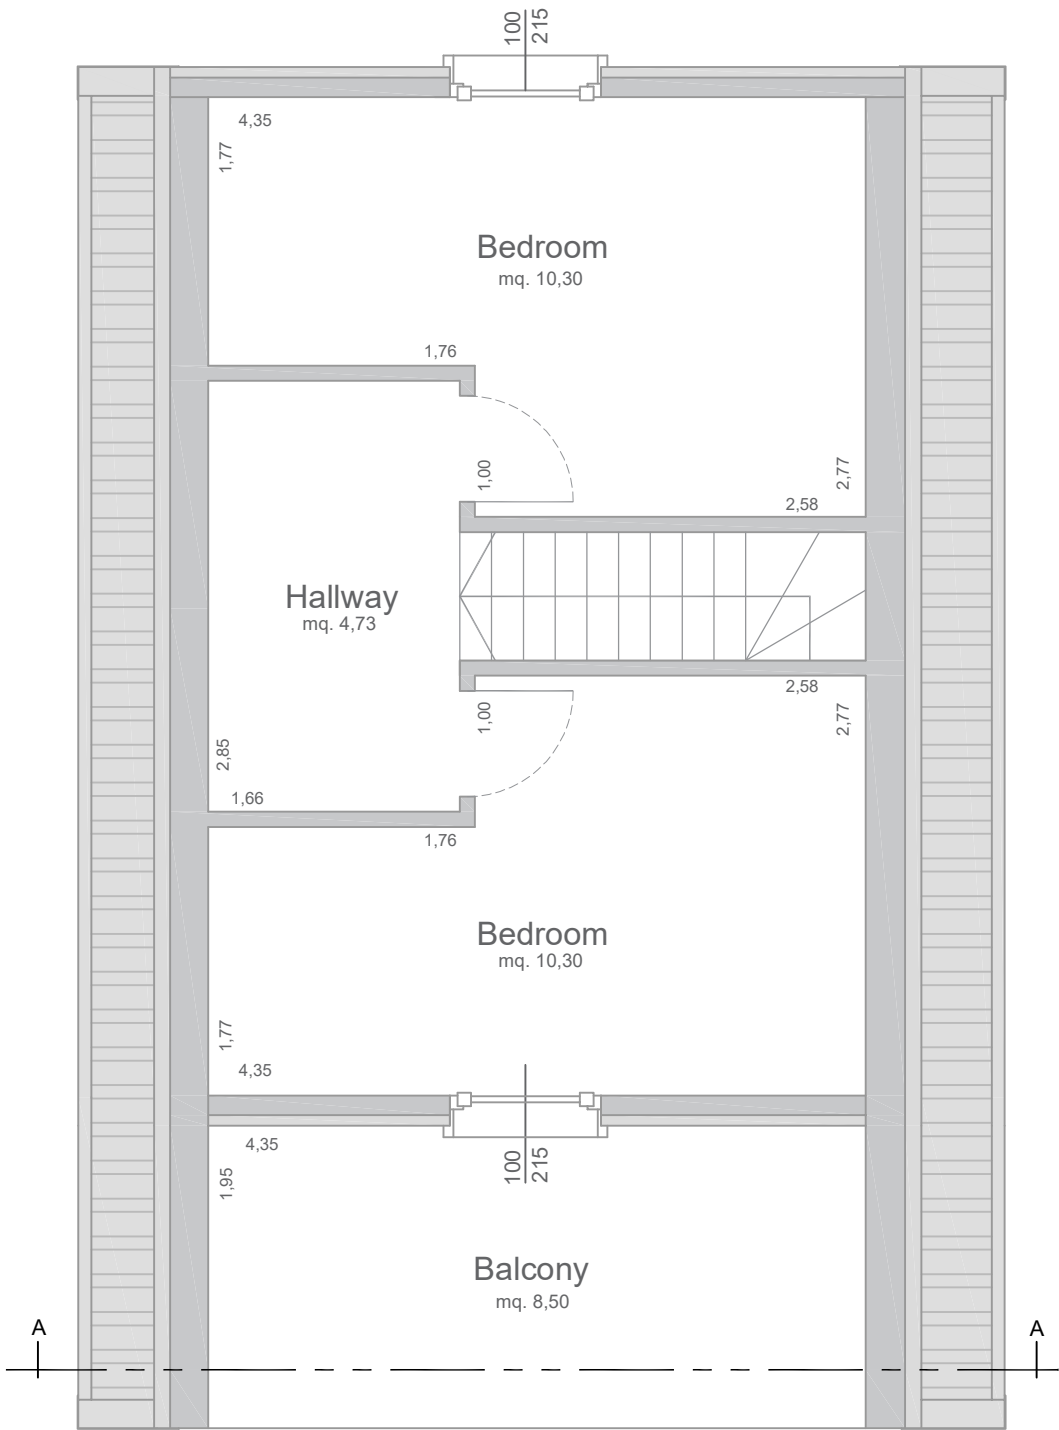 100
215
4,35
1,77
Bedroom
mq. 10,30
1,76
1,00
2,77
2,58
Hallway
mq. 4,73
2,58
1,00
2,77
2,85
1,66
1,76
Bedroom
mq. 10,30
1,77
4,35
100
215
4,35
1,95
Balcony
mq. 8,50
A
A